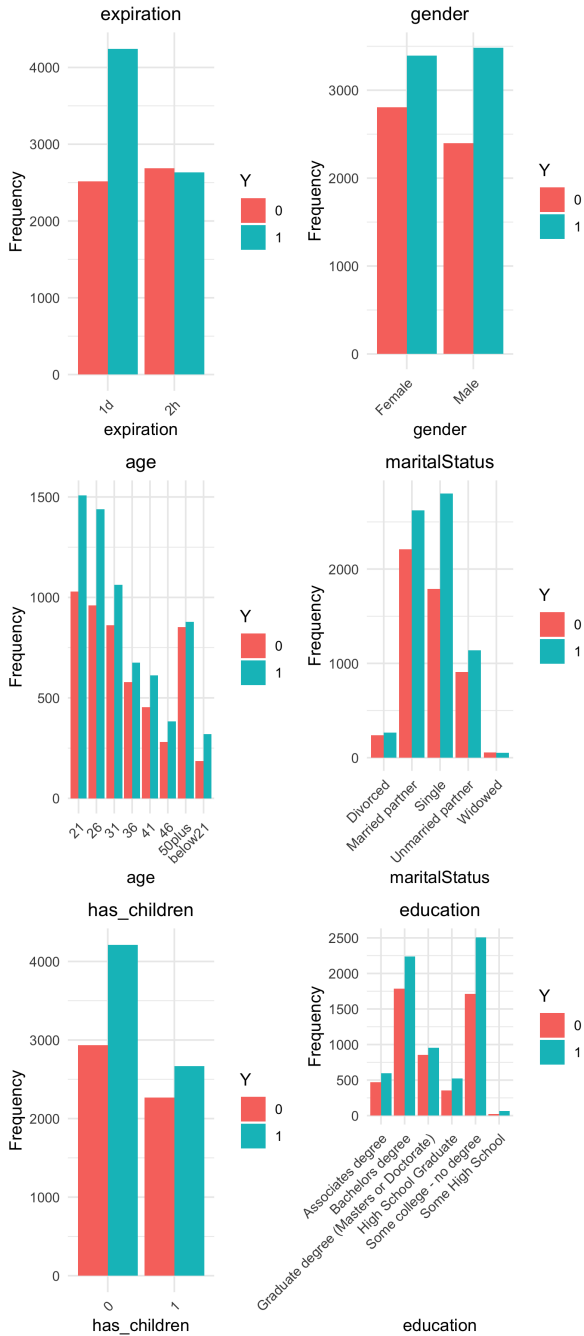 expiration
Frequency
4000
3000
2000
1000
0
1d
2h
expiration
Y
0
1
gender
Frequency
3000
2000
1000
0
Female
Male
gender
Y
0
1
age
Frequency
1500
1000
500
0
21
26
31
36
41
46
50plus
below21
age
Y
0
1
maritalStatus
Frequency
2000
1000
0
Divorced
Married partner
Single
Unmarried partner
Widowed
maritalStatus
Y
0
1
has_children
Frequency
4000
3000
2000
1000
0
0
1
has_children
Y
0
1
education
Frequency
2500
2000
1500
1000
500
0
Associates degree
Bachelors degree
Graduate degree (Masters or Doctorate)
High School Graduate
Some college - no degree
Some High School
education
Y
0
1